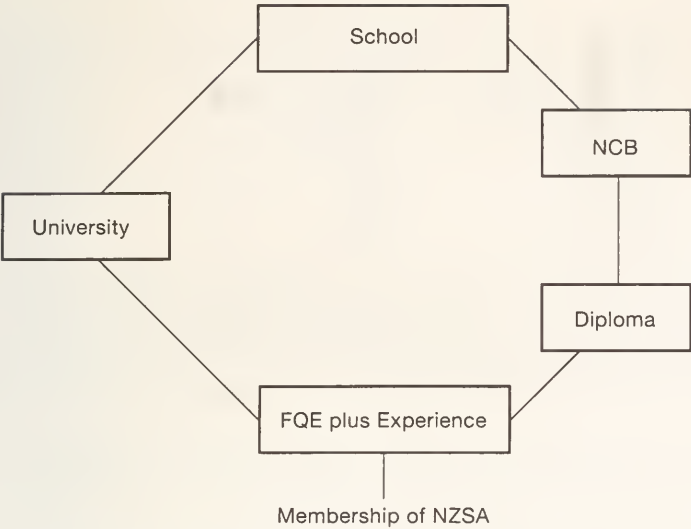 School
NCB
University
Diploma
FQE plus Experience
Membership of NZSA